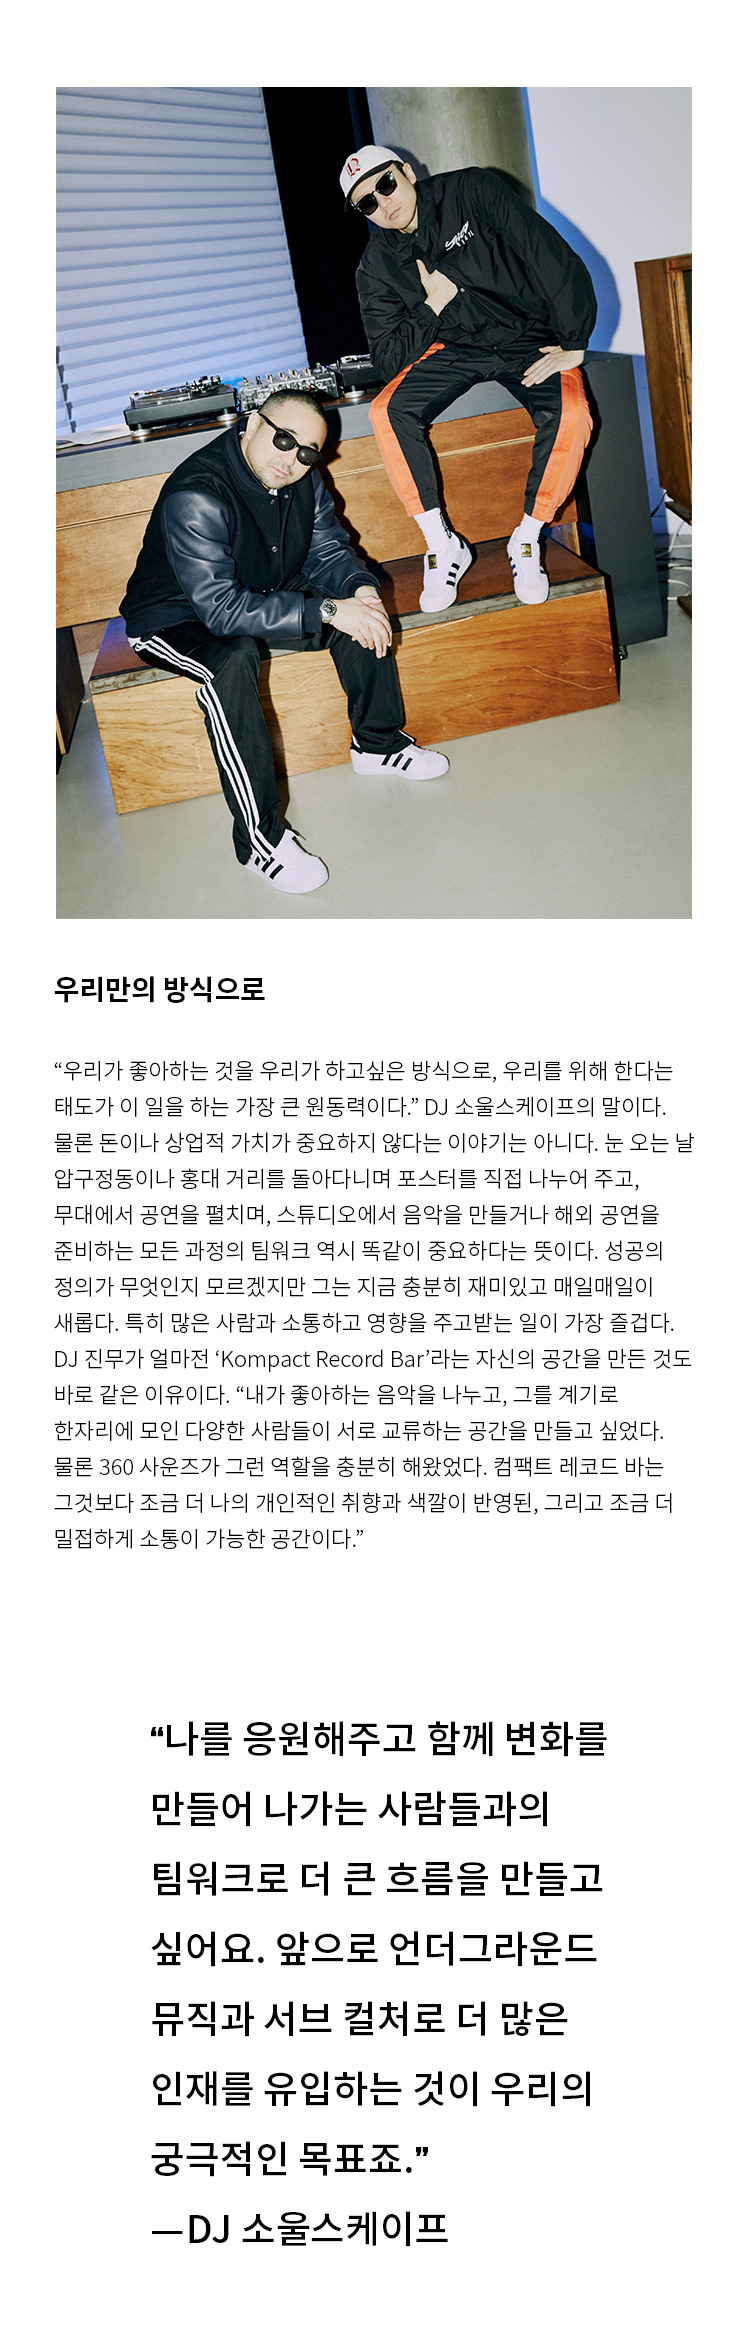 우리만의 방식으로
“우리가 좋아하는 것을 우리가 하고싶은 방식으로, 우리를 위해 한다는
태도가 이 일을 하는 가장 큰 원동력이다.” DJ 소울스케이프의 말이다.
물론 돈이나 상업적 가치가 중요하지 않다는 이야기는 아니다. 눈 오는 날
압구정동이나 홍대 거리를 돌아다니며 포스터를 직접 나누어 주고,
무대에서 공연을 펼치며, 스튜디오에서 음악을 만들거나 해외 공연을
준비하는 모든 과정의 팀워크 역시 똑같이 중요하다는 뜻이다. 성공의
정의가 무엇인지 모르겠지만 그는 지금 충분히 재미있고 매일매일이
새롭다. 특히 많은 사람과 소통하고 영향을 주고받는 일이 가장 즐겁다.
DJ 진무가 얼마전 ‘Kompact Record Bar’라는 자신의 공간을 만든 것도
바로 같은 이유이다. “내가 좋아하는 음악을 나누고, 그를 계기로
한자리에 모인 다양한 사람들이 서로 교류하는 공간을 만들고 싶었다.
물론 360 사운즈가 그런 역할을 충분히 해왔었다. 컴팩트 레코드 바는
그것보다 조금 더 나의 개인적인 취향과 색깔이 반영된, 그리고 조금 더
밀접하게 소통이 가능한 공간이다.”
“나를 응원해주고 함께 변화를
만들어 나가는 사람들과의
팀워크로 더 큰 흐름을 만들고
싶어요. 앞으로 언더그라운드
뮤직과 서브 컬처로 더 많은
인재를 유입하는 것이 우리의
궁극적인 목표죠.”
—DJ 소울스케이프